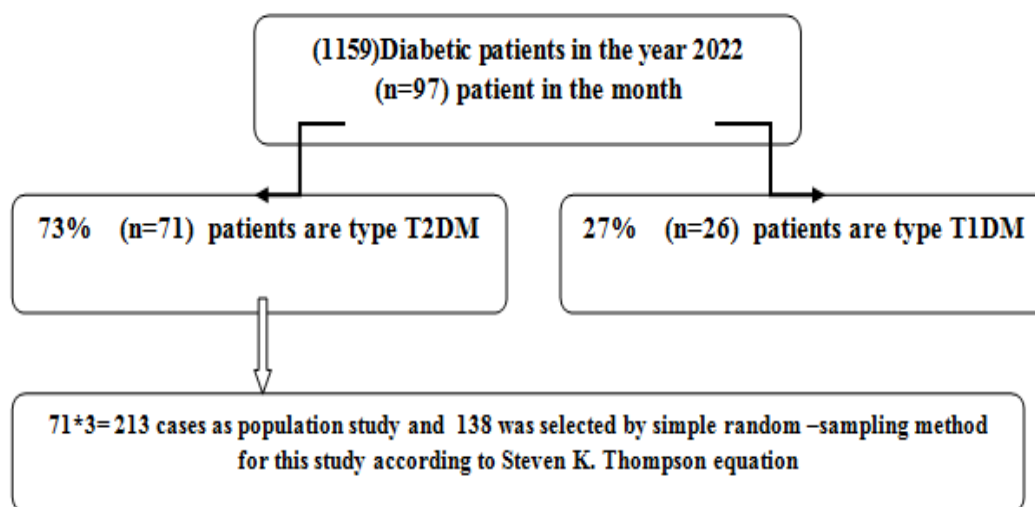 (1159)Diabetic patients in the year 2022
(n=97) patient in the month
73% (n=71) patients are type T2DM
27% (n=26) patients are type T1DM
71*3=213 cases as population study and 138 was selected by simple random –sampling method
for this study according to Steven K. Thompson equation